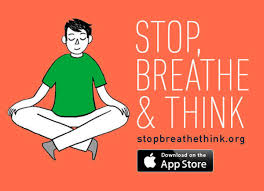 STOP,
BREATHE
& THINK
stopbreathethink.org
Download on the
App Store